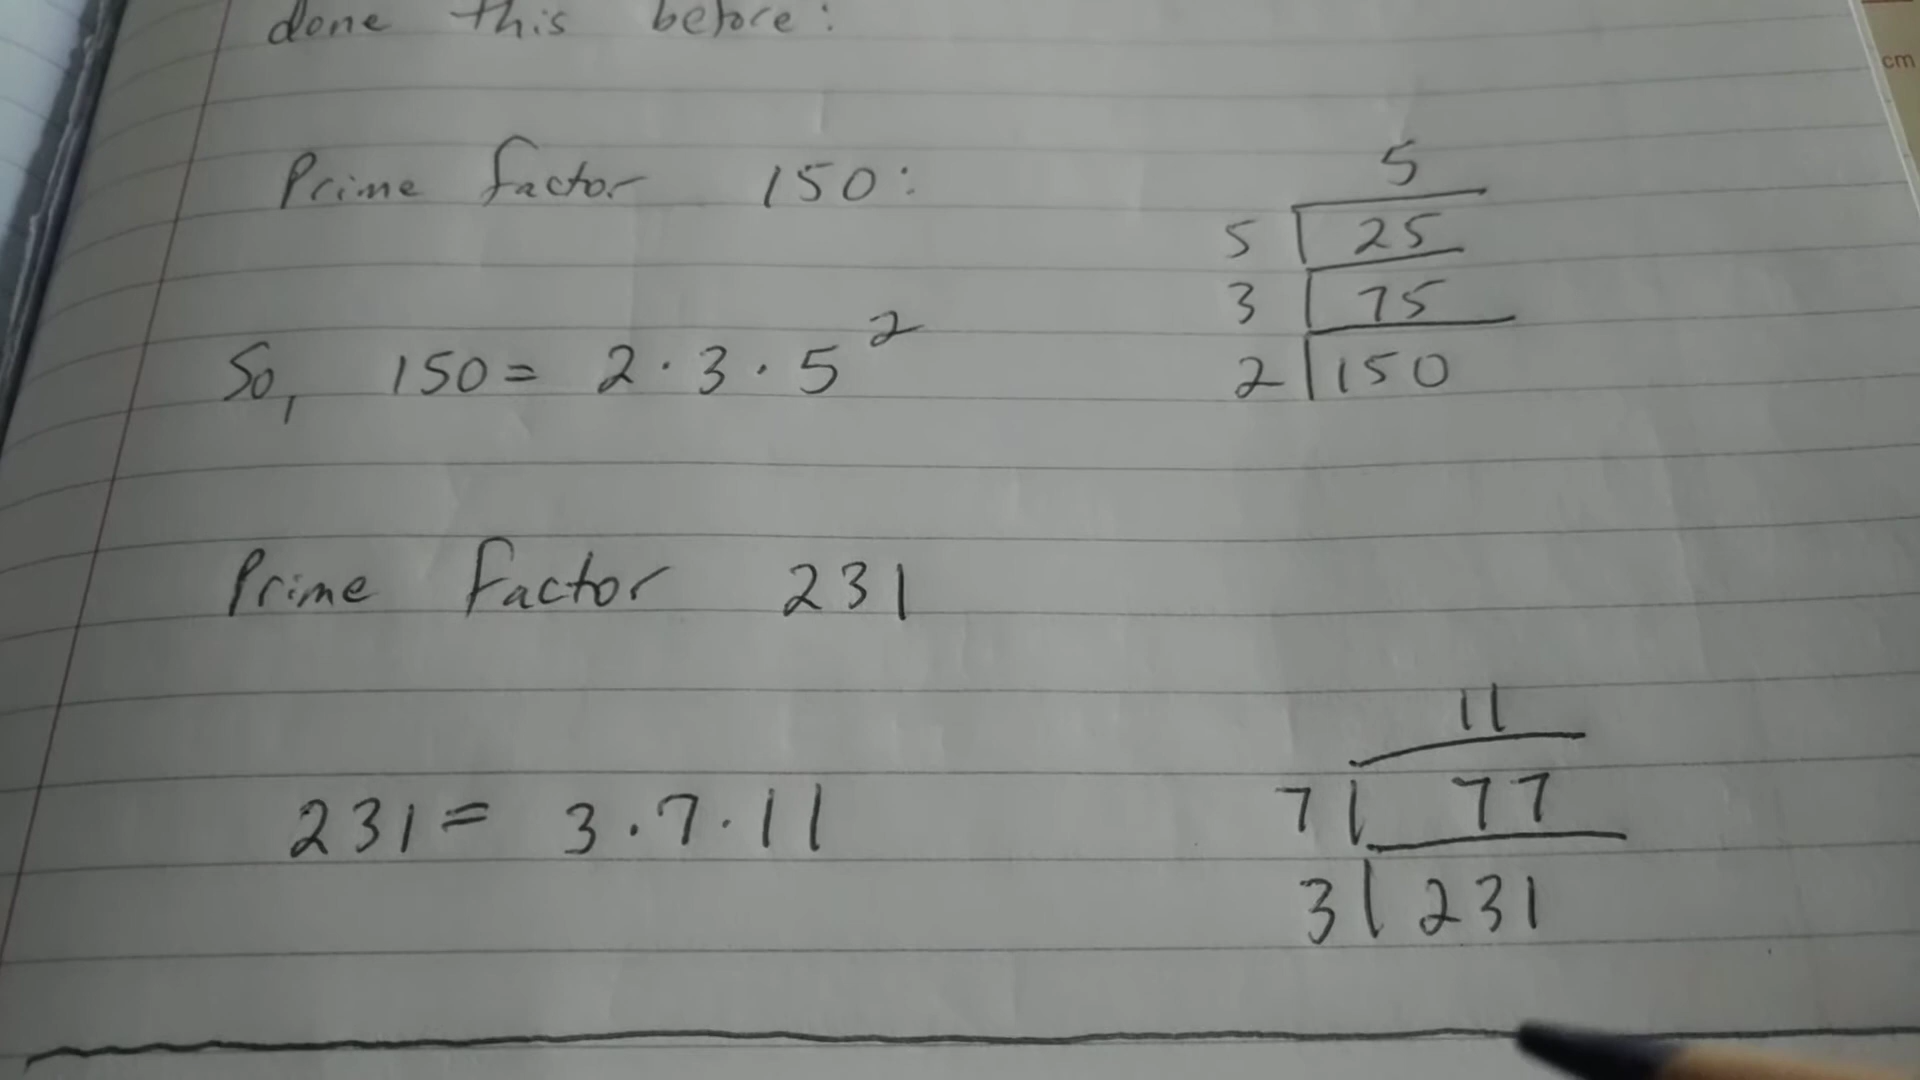 done this before:
Prime factor 150:
5
5 25
3 75
So, 150 = 2 · 3 · 5²
2 150
Prime Factor 231
11
7 77
231 = 3 · 7 · 11
3 231
cm